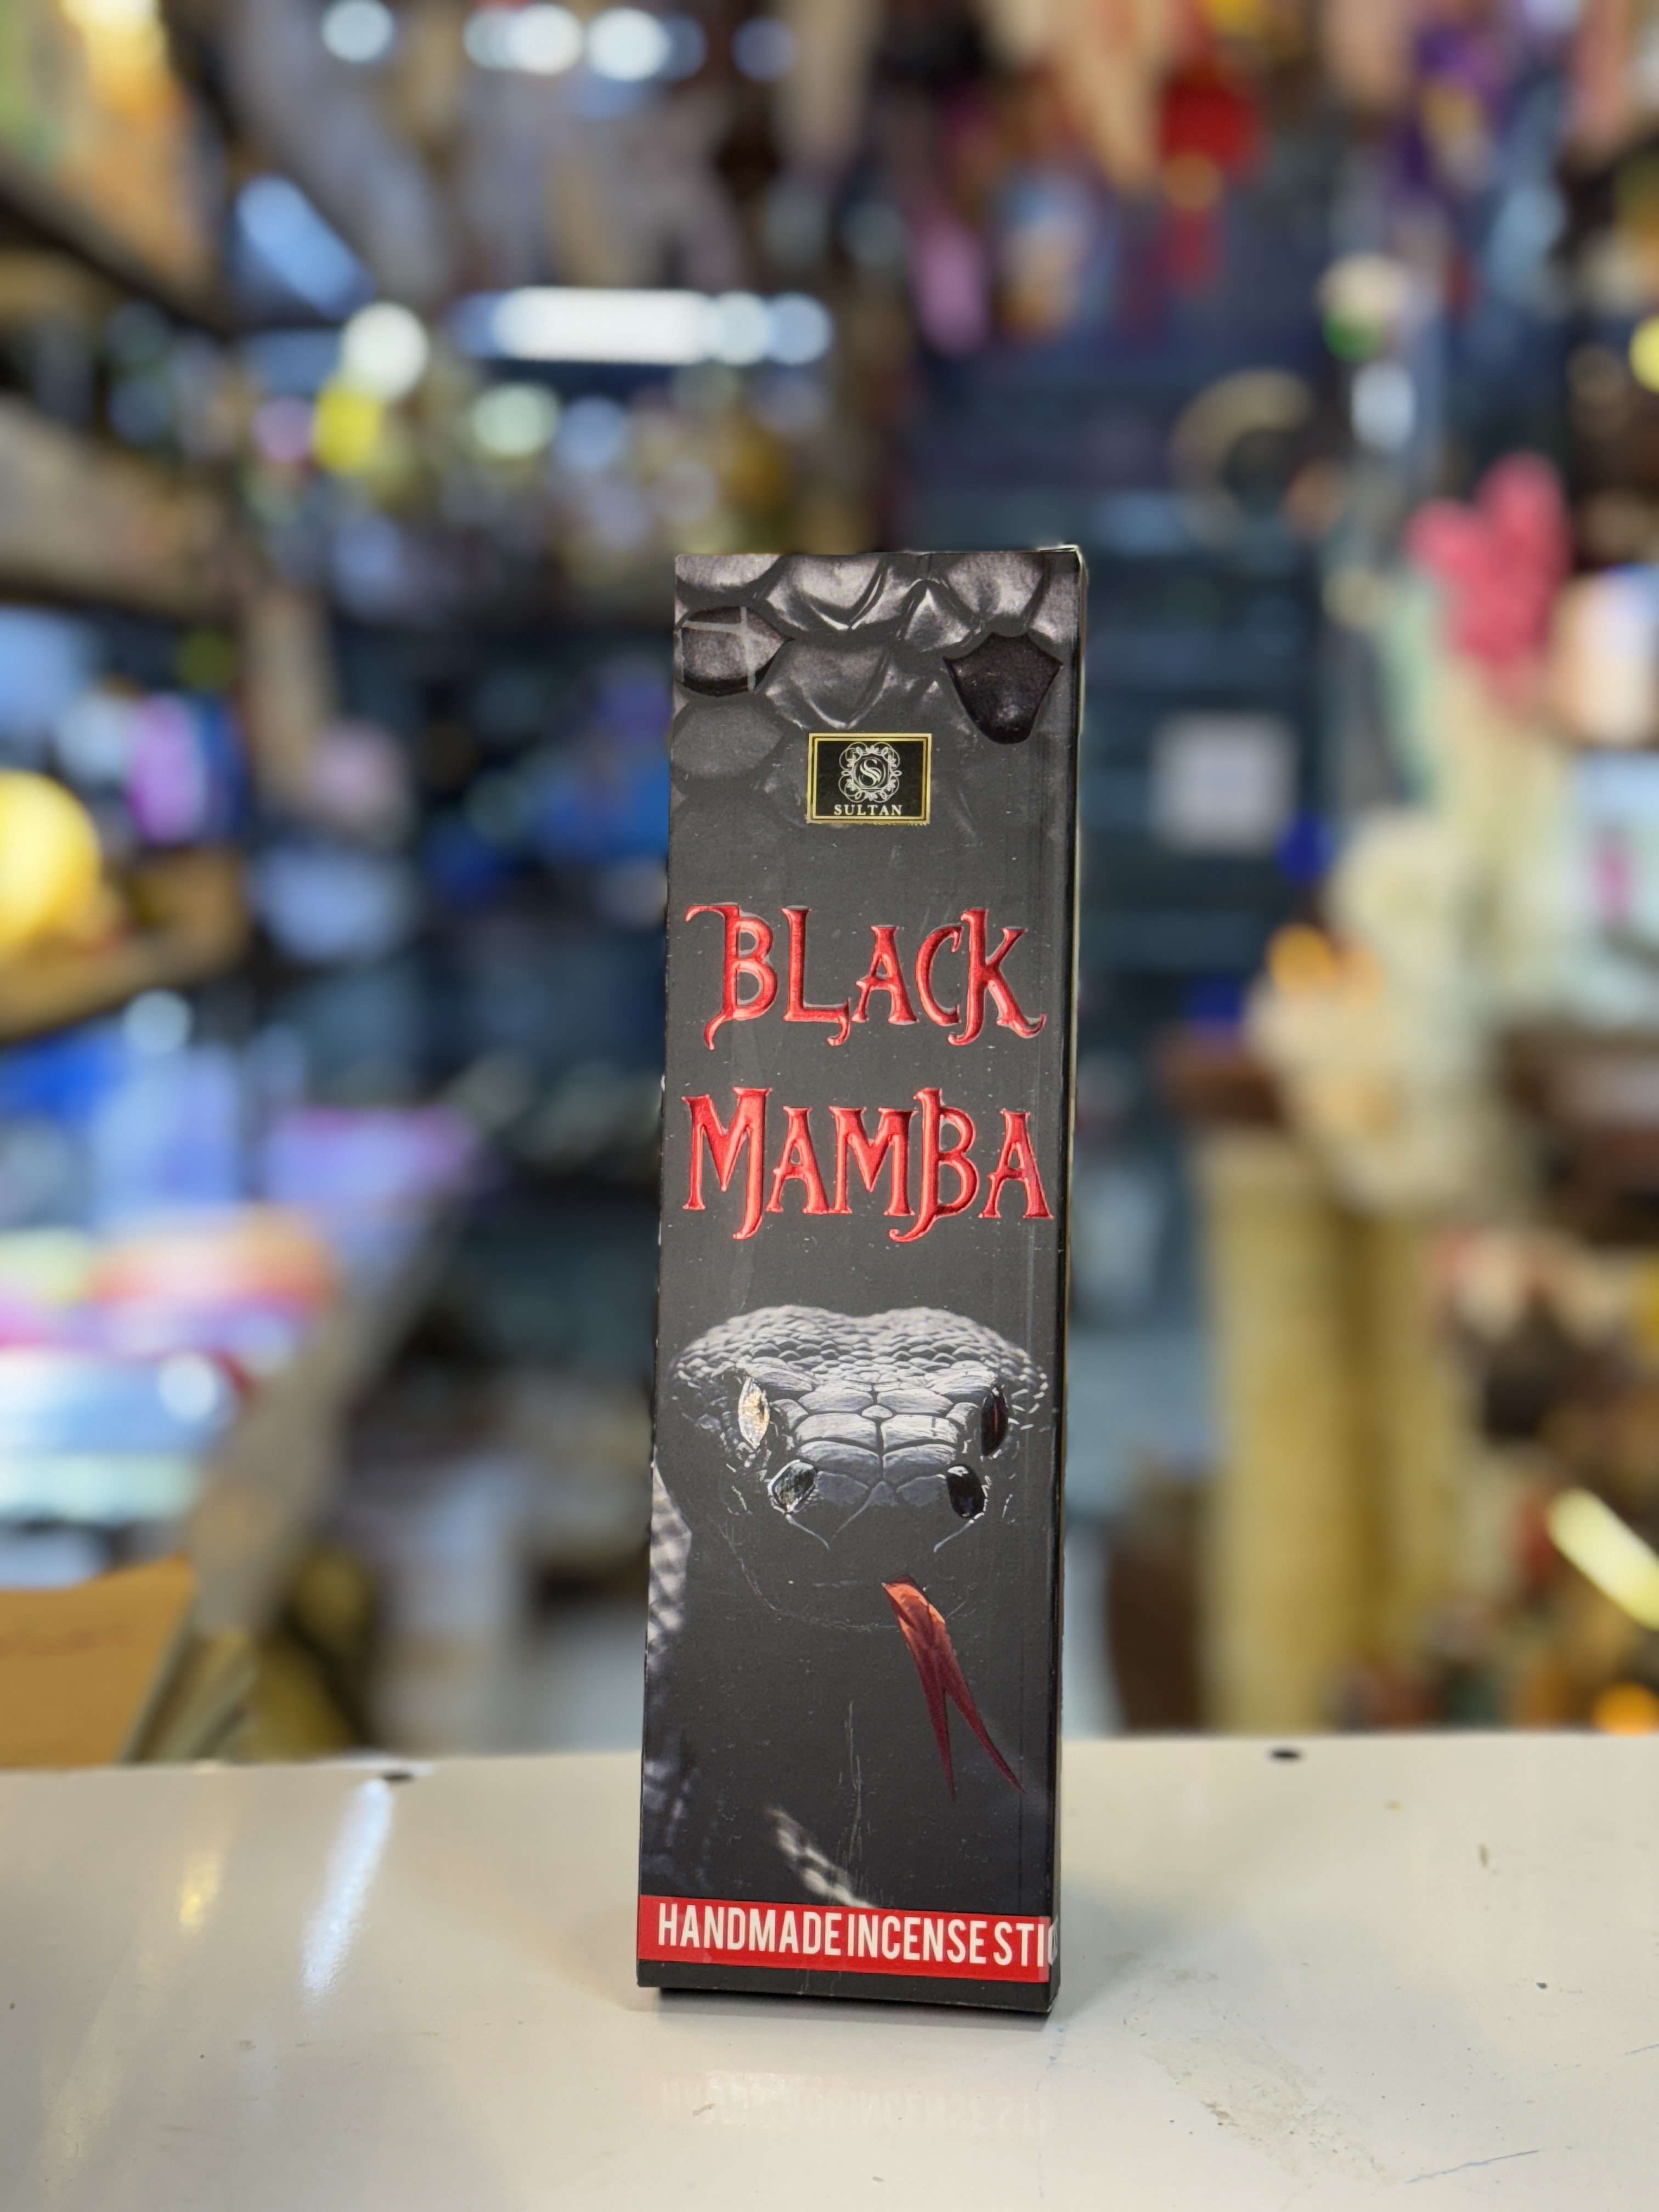 SULTAN
BLACK
MAMBA
HANDMADE INCENSE STIC